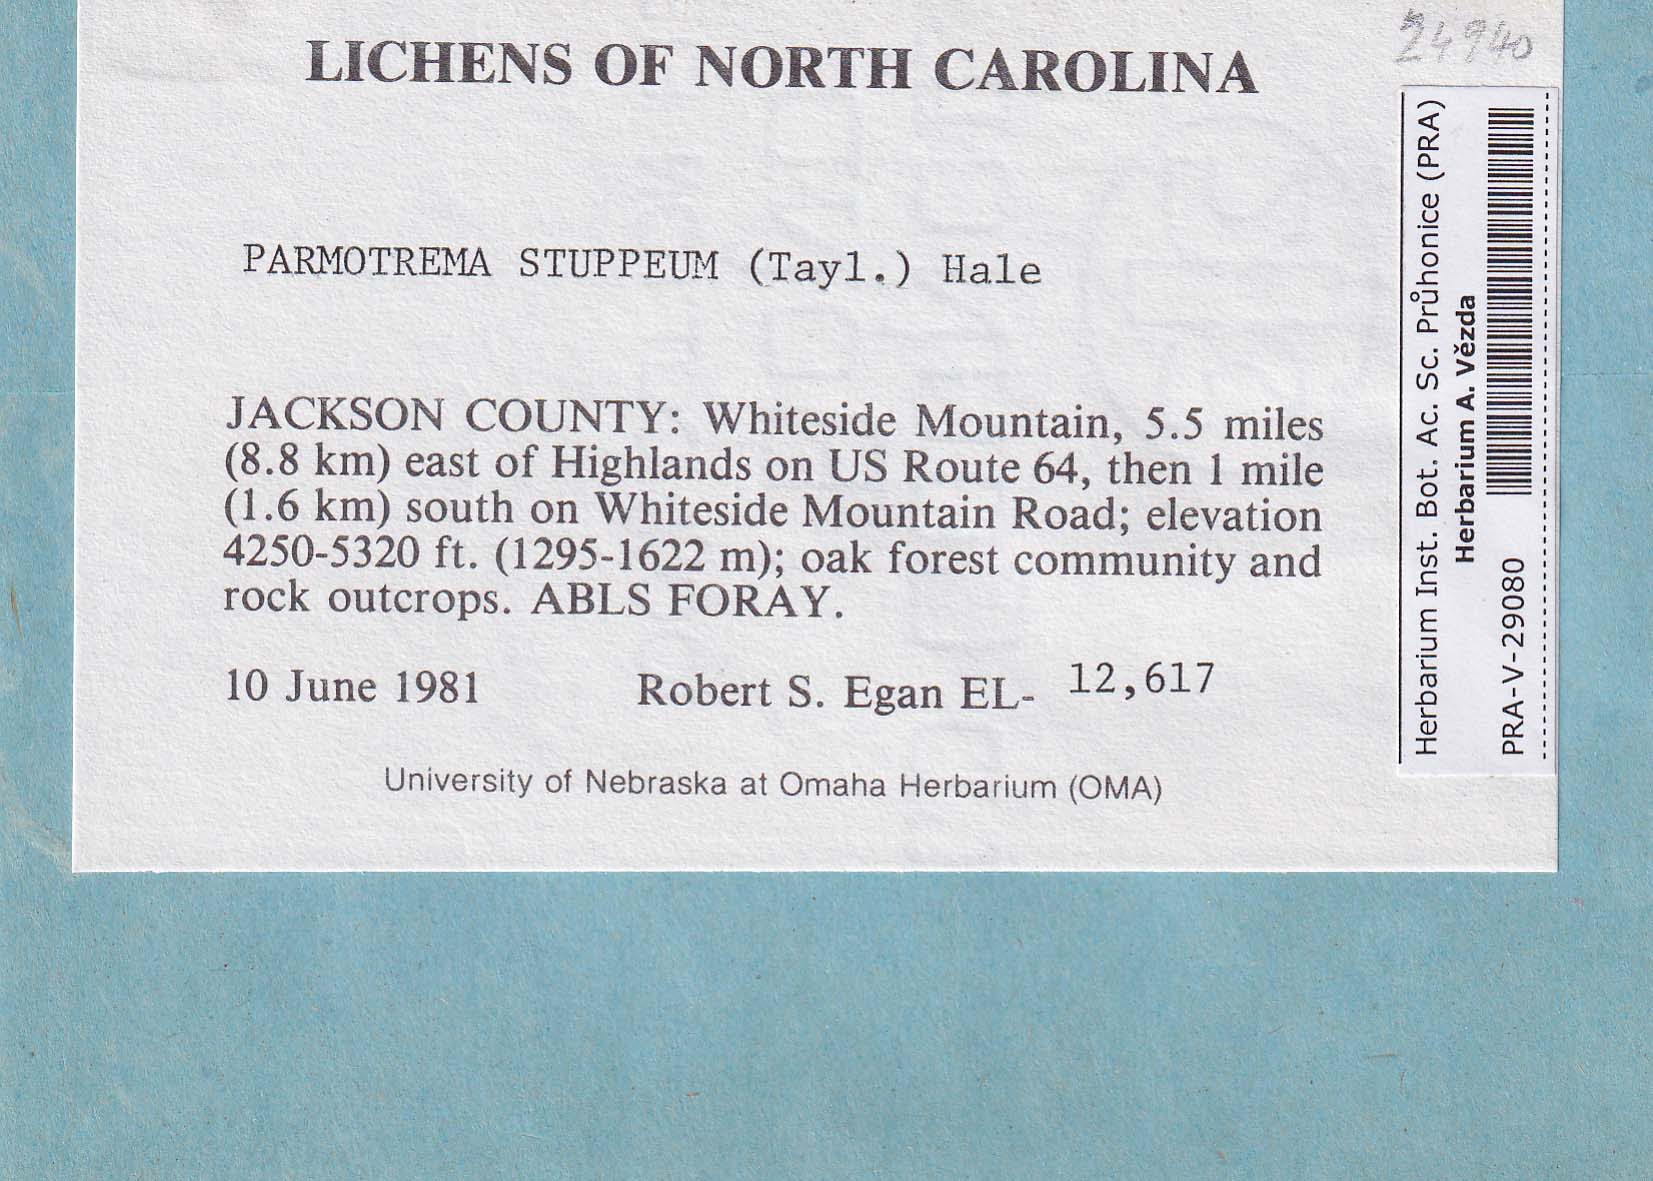 24940
LICHENS OF NORTH CAROLINA
PARMOTREMA STUPPEUM (Tayl.) Hale
JACKSON COUNTY: Whiteside Mountain, 5.5 miles
(8.8 km) east of Highlands on US Route 64, then 1 mile
(1.6 km) south on Whiteside Mountain Road; elevation
4250-5320 ft. (1295-1622 m); oak forest community and
rock outcrops. ABLS FORAY.
10 June 1981 Robert S. Egan EL- 12,617
University of Nebraska at Omaha Herbarium (OMA)
Herbarium Inst. Bot. Ac. Sc. Průhonice (PRA)
Herbarium A. Vězda
PRA-V-29080